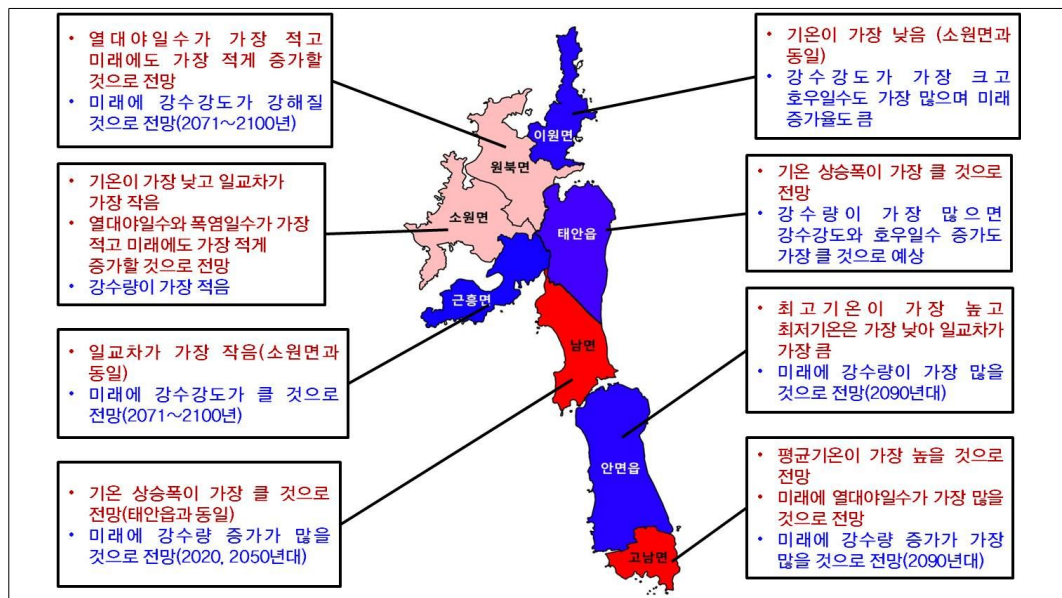 • 열대야일수가 가장 적고
미래에도 가장 적게 증가할
것으로 전망
• 미래에 강수강도가 강해질
것으로 전망(2071~2100년)
• 기온이 가장 낮고 일교차가
가장 작음
• 열대야일수와 폭염일수가 가장
적고 미래에도 가장 적게
증가할 것으로 전망
• 강수량이 가장 적음
• 일교차가 가장 작음(소원면과
동일)
• 미래에 강수강도가 클 것으로
전망(2071~2100년)
• 기온 상승폭이 가장 클 것으로
전망(태안읍과 동일)
• 미래에 강수량 증가가 많을
것으로 전망(2020, 2050년대)
이원면
원북면
소원면
태안읍
근흥면
남면
안면읍
고남면
• 기온이 가장 낮음 (소원면과
동일)
• 강수강도가 가장 크고
호우일수도 가장 많으며 미래
증가율도 큼
• 기온 상승폭이 가장 클 것으로
전망
• 강수량이 가장 많으면
강수강도와 호우일수 증가도
가장 클 것으로 예상
• 최고기온이 가장 높고
최저기온은 가장 낮아 일교차가
가장 큼
• 미래에 강수량이 가장 많을
것으로 전망(2090년대)
• 평균기온이 가장 높을 것으로
전망
• 미래에 열대야일수가 가장 많을
것으로 전망
• 미래에 강수량 증가가 가장
많을 것으로 전망(2090년대)